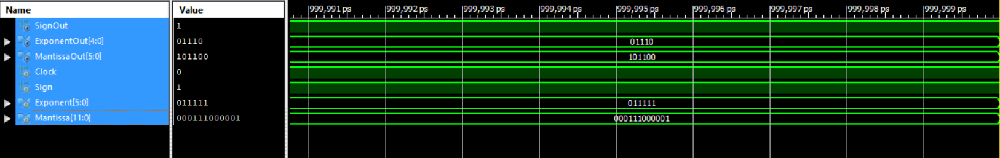 Name Value 999,991 ps 999,992 ps 999,993 ps 999,994 ps 999,995 ps 999,996 ps 999,997 ps 999,998 ps 999,999 ps
SignOut 1
ExponentOut[4:0] 01110 01110
MantissaOut[5:0] 101100 101100
Clock 0
Sign 1
Exponent[5:0] 011111 011111
Mantissa[11:0] 000111000001 000111000001